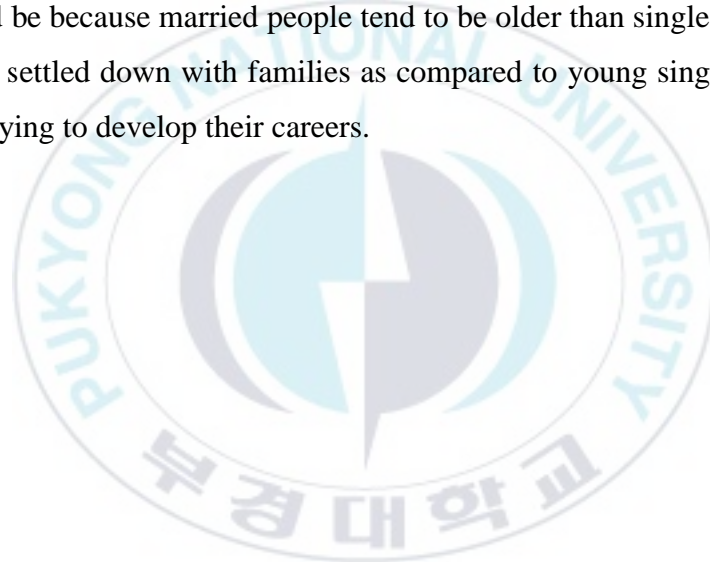 d be because married people tend to be older than single
settled down with families as compared to young sing
ying to develop their careers.
PUKYONG NATIONAL UNIVERSITY
부경대학교